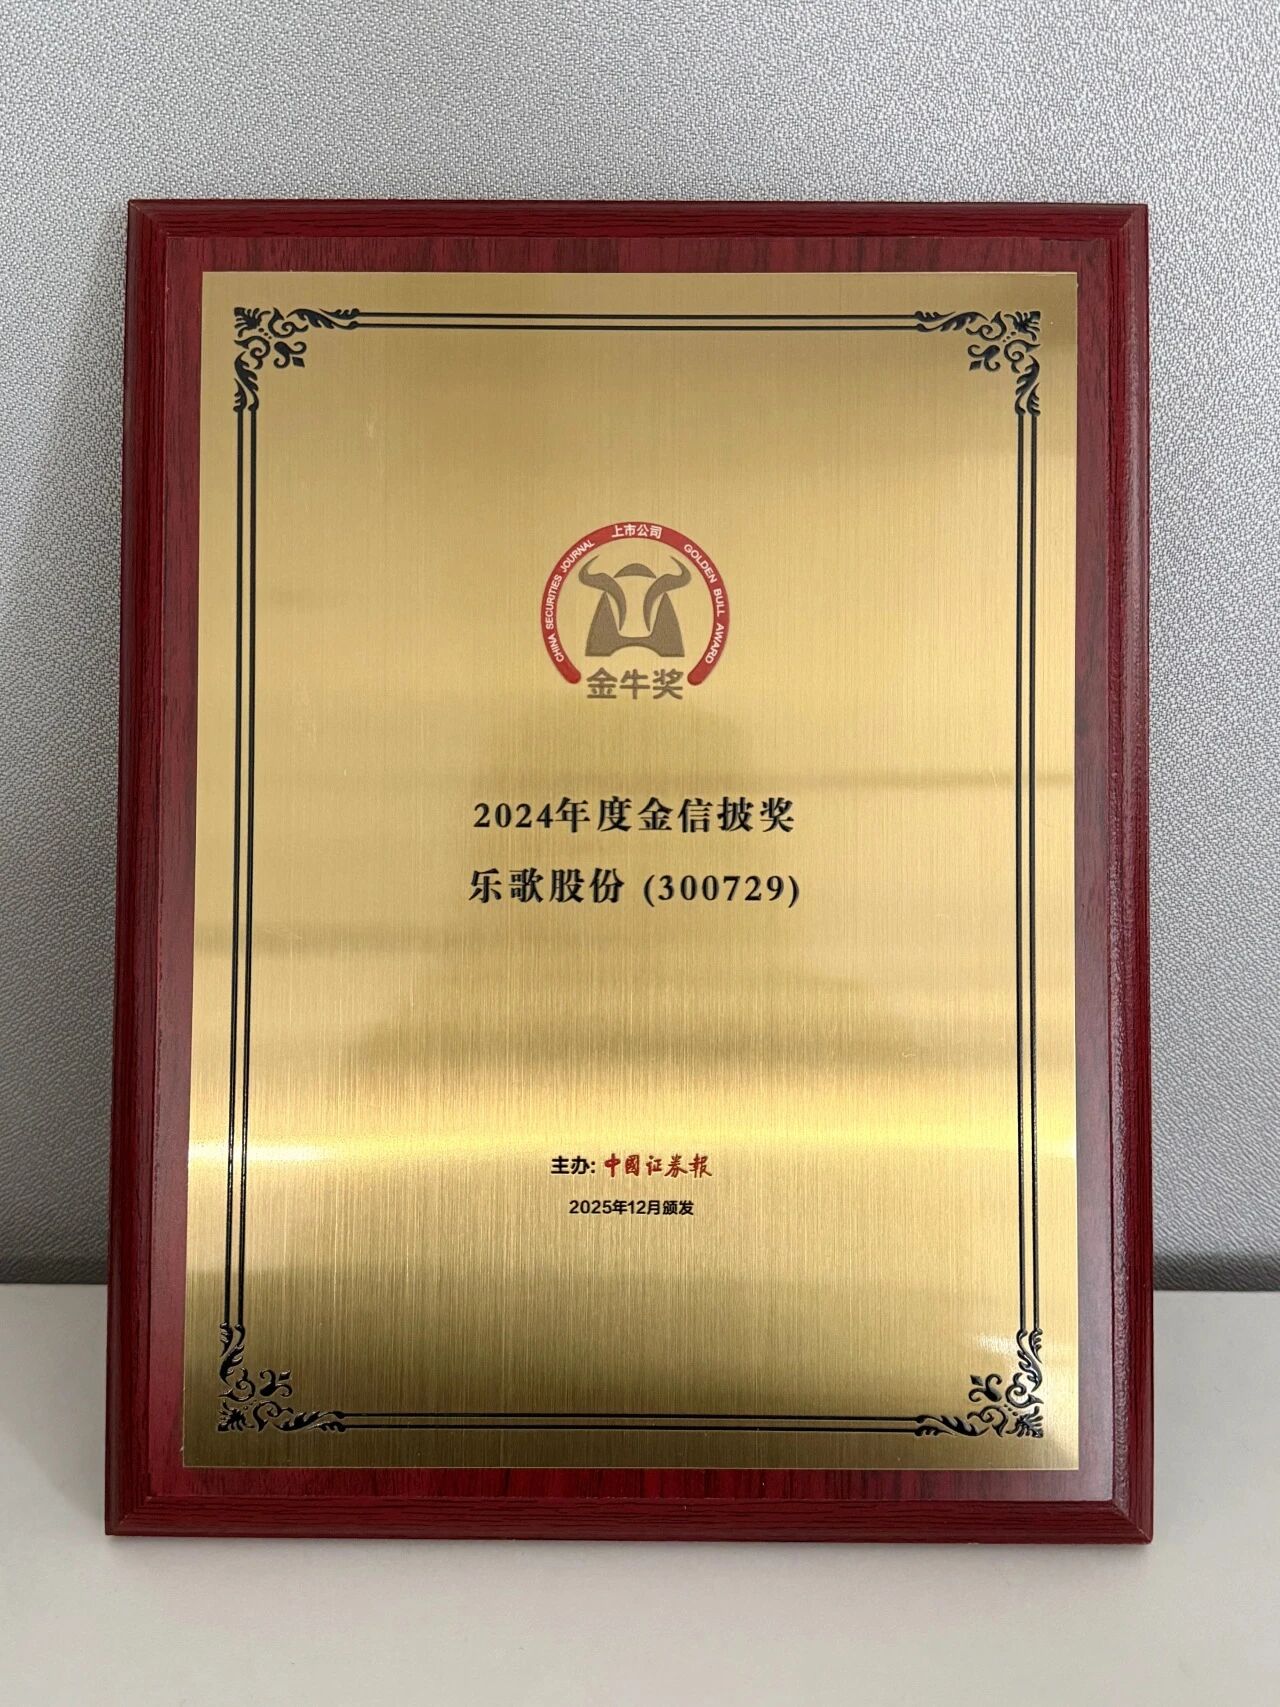 CHINA SECURITIES JOURNAL 上市公司 GOLDEN BULL AWARD
金牛奖
2024年度金信披奖
乐歌股份 (300729)
主办: 中國证券報
2025年12月颁发